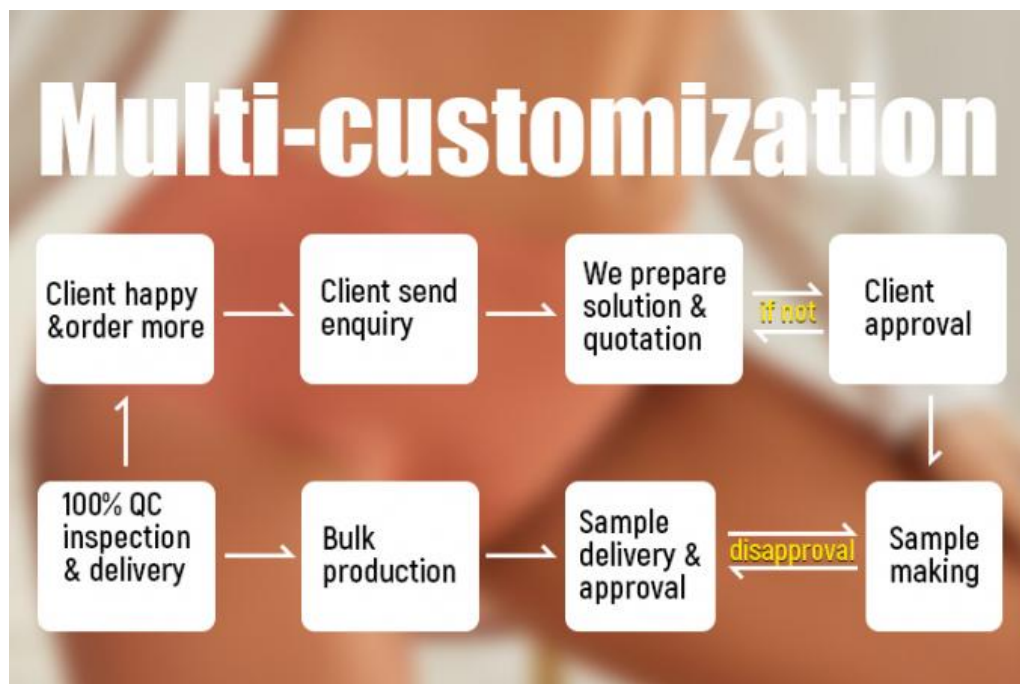 Multi-customization
Client happy
&order more
Client send
enquiry
We prepare
solution &
quotation
if not
Client
approval
100% QC
inspection
& delivery
Bulk
production
Sample
delivery &
approval
disapproval
Sample
making